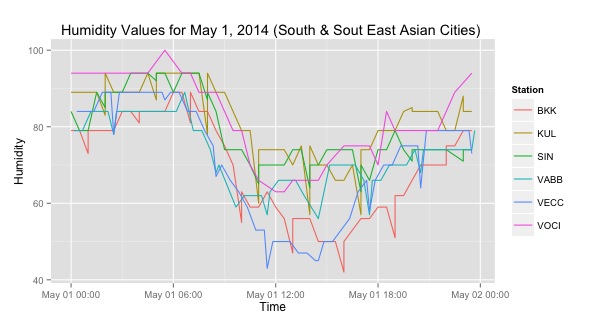 Humidity Values for May 1, 2014 (South & Sout East Asian Cities)
Humidity
100
80
60
40
May 01 00:00
May 01 06:00
May 01 12:00
May 01 18:00
May 02 00:00
Time
Station
BKK
KUL
SIN
VABB
VECC
VOCI